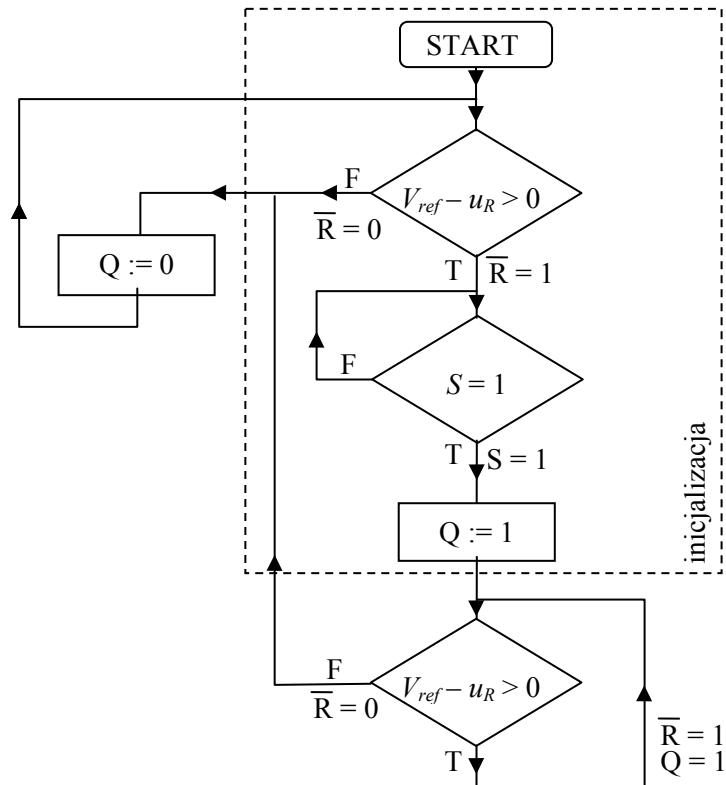 START
V_ref – u_R > 0
F
R̅ = 0
Q := 0
T
R̅ = 1
S = 1
F
T
S = 1
Q := 1
inicjalizacja
V_ref – u_R > 0
F
R̅ = 0
T
R̅ = 1
Q = 1